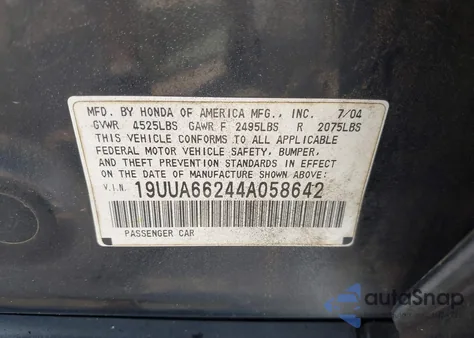 MFD. BY HONDA OF AMERICA MFG., INC. 7/04
GVWR 4525LBS GAWR F 2495LBS R 2075LBS
THIS VEHICLE CONFORMS TO ALL APPLICABLE
FEDERAL MOTOR VEHICLE SAFETY, BUMPER,
AND THEFT PREVENTION STANDARDS IN EFFECT
ON THE DATE OF MANUFACTURE SHOWN ABOVE:
V.I.N. 19UUA66244A058642
PASSENGER CAR
autoSnap